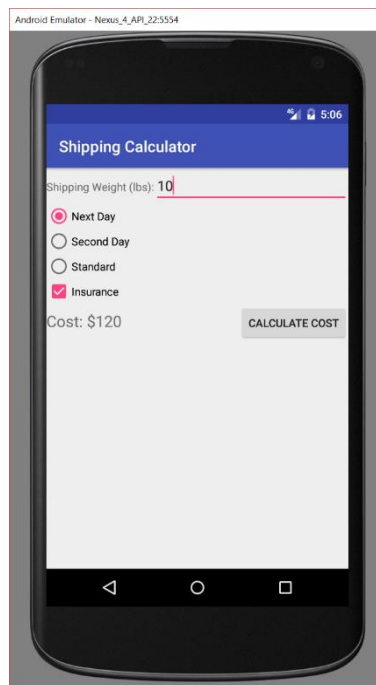 Android Emulator - Nexus_4_API_22:5554
4G 5:06
Shipping Calculator
Shipping Weight (lbs): 10
Next Day
Second Day
Standard
Insurance
Cost: $120 CALCULATE COST